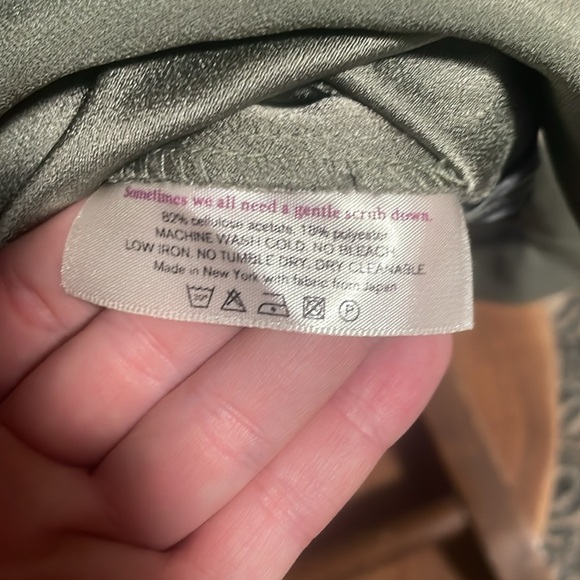 Sometimes we all need a gentle scrub down.
82% cellulose acetate, 18% polyester
MACHINE WASH COLD. NO BLEACH.
LOW IRON. NO TUMBLE DRY. DRY CLEANABLE
Made in New York with fabric from Japan
30°
P